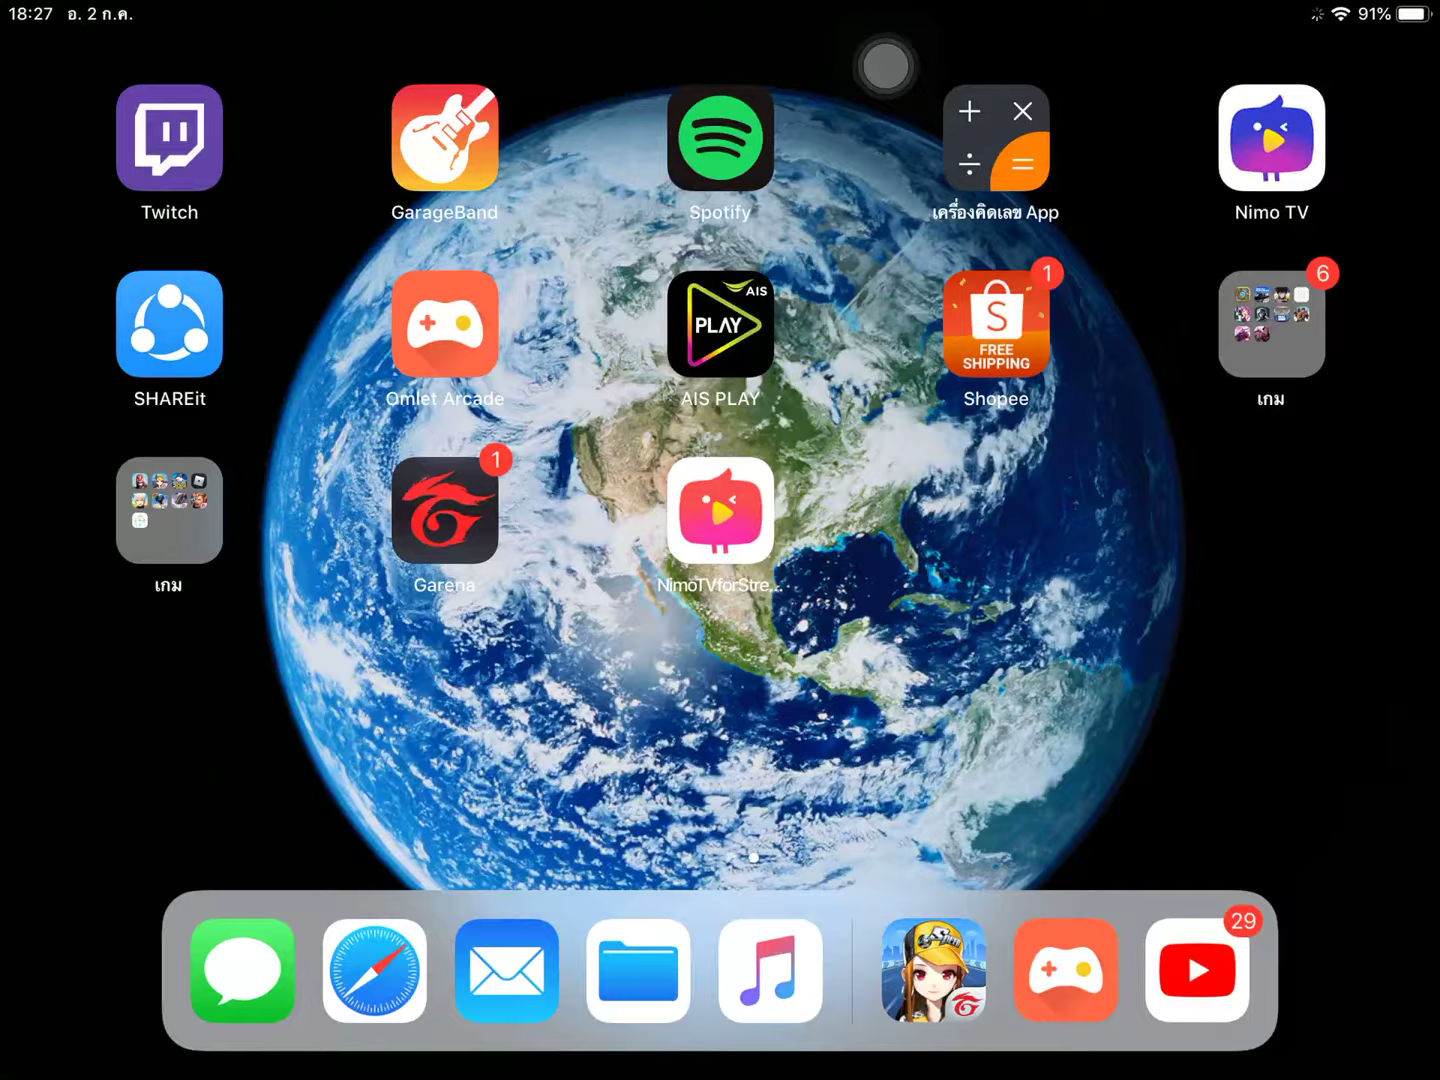 18:27 อ. 2 ก.ค. 91%
Twitch
GarageBand
Spotify
เครื่องคิดเลข App
Nimo TV
AIS
PLAY
S
FREE
SHIPPING
1
6
SHAREit
Omlet Arcade
AIS PLAY
Shopee
เกม
1
เกม
Garena
NimoTVforStre...
29